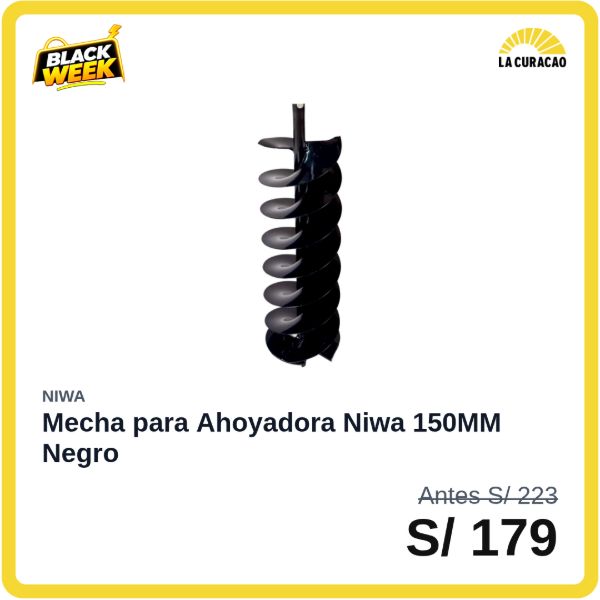 BLACK
WEEK
LA CURACAO
NIWA
Mecha para Ahoyadora Niwa 150MM
Negro
Antes S/ 223
S/ 179